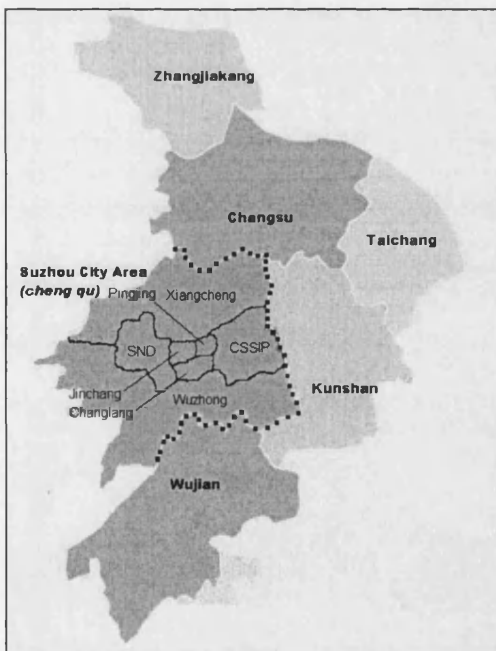 Zhangjiakang
Changsu
Taichang
Suzhou City Area
(cheng qu)
Pingjing Xiangcheng
SND
CSSIP
Kunshan
Jinchang
Changlang
Wuzhong
Wujian